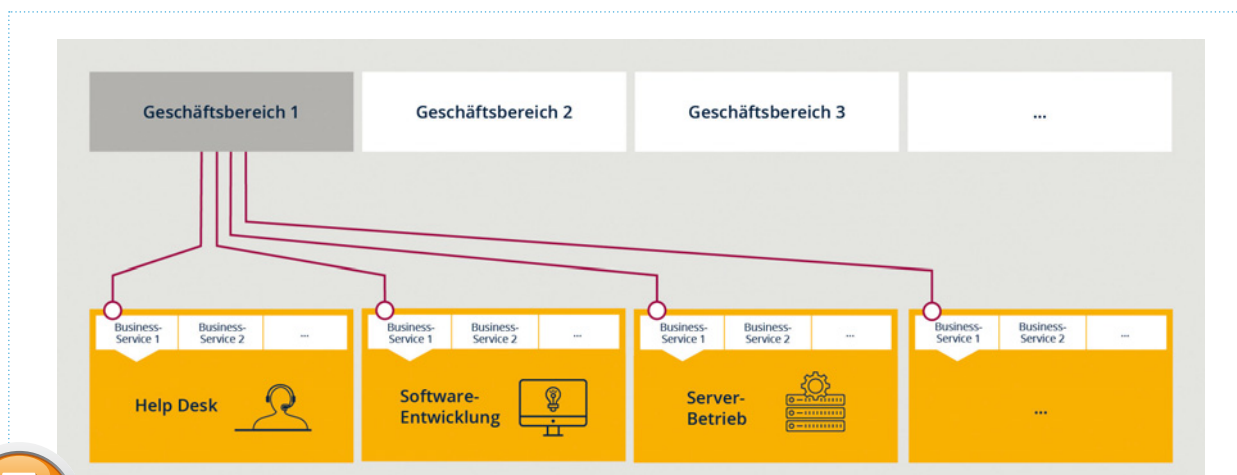 Geschäftsbereich 1
Geschäftsbereich 2
Geschäftsbereich 3
...
Business-
Service 1
Business-
Service 2
...
Business-
Service 1
Business-
Service 2
...
Business-
Service 1
Business-
Service 2
...
Business-
Service 1
Business-
Service 2
...
Help Desk
Software-
Entwicklung
Server-
Betrieb
...